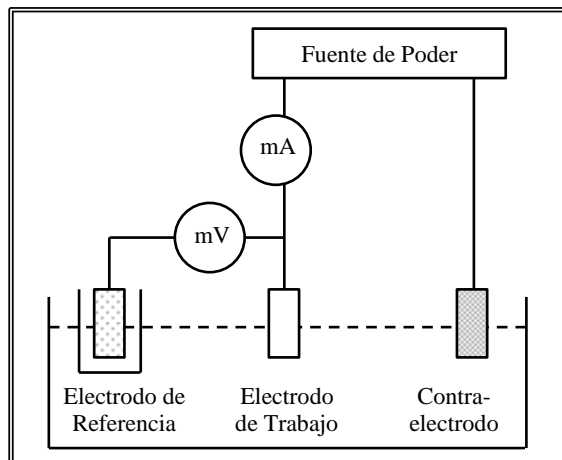 Fuente de Poder
mA
mV
Electrodo de
Referencia
Electrodo
de Trabajo
Contra-
electrodo